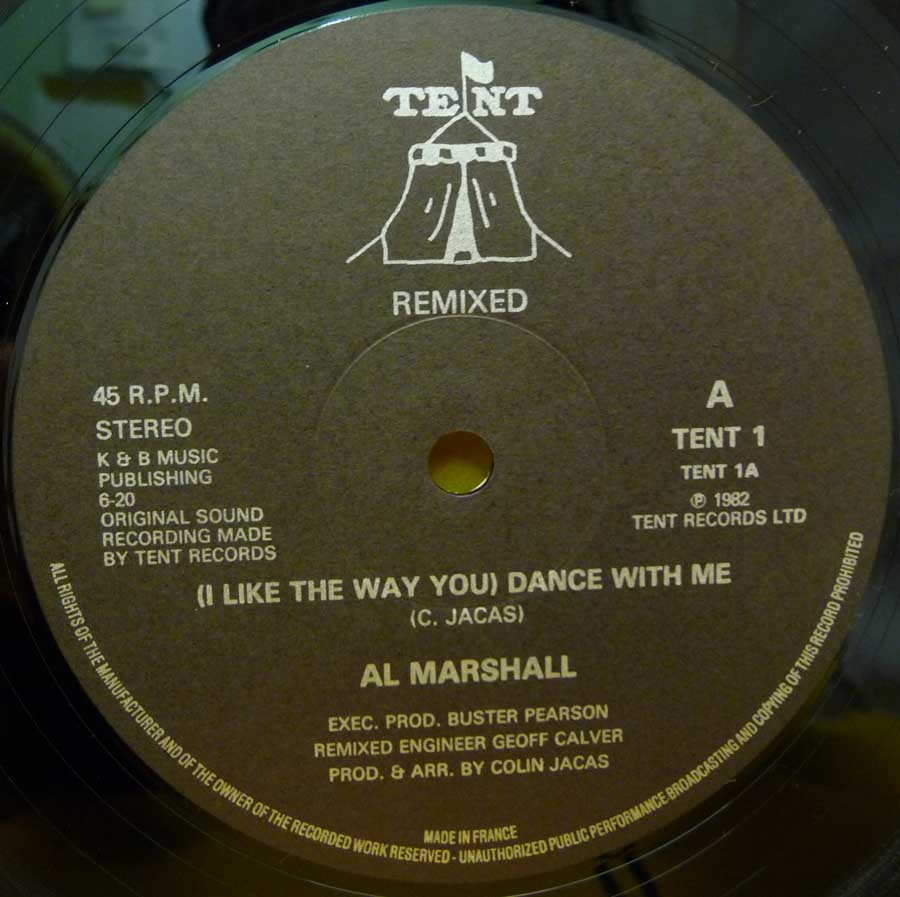 TENT
REMIXED
45 R.P.M.
STEREO
K & B MUSIC
PUBLISHING
6-20
ORIGINAL SOUND
RECORDING MADE
BY TENT RECORDS
A
TENT 1
TENT 1A
℗ 1982
TENT RECORDS LTD
(I LIKE THE WAY YOU) DANCE WITH ME
(C. JACAS)
AL MARSHALL
EXEC. PROD. BUSTER PEARSON
REMIXED ENGINEER GEOFF CALVER
PROD. & ARR. BY COLIN JACAS
MADE IN FRANCE
ALL RIGHTS OF THE MANUFACTURER AND OF THE OWNER OF THE RECORDED WORK RESERVED - UNAUTHORIZED PUBLIC PERFORMANCE BROADCASTING AND COPYING OF THIS RECORD PROHIBITED